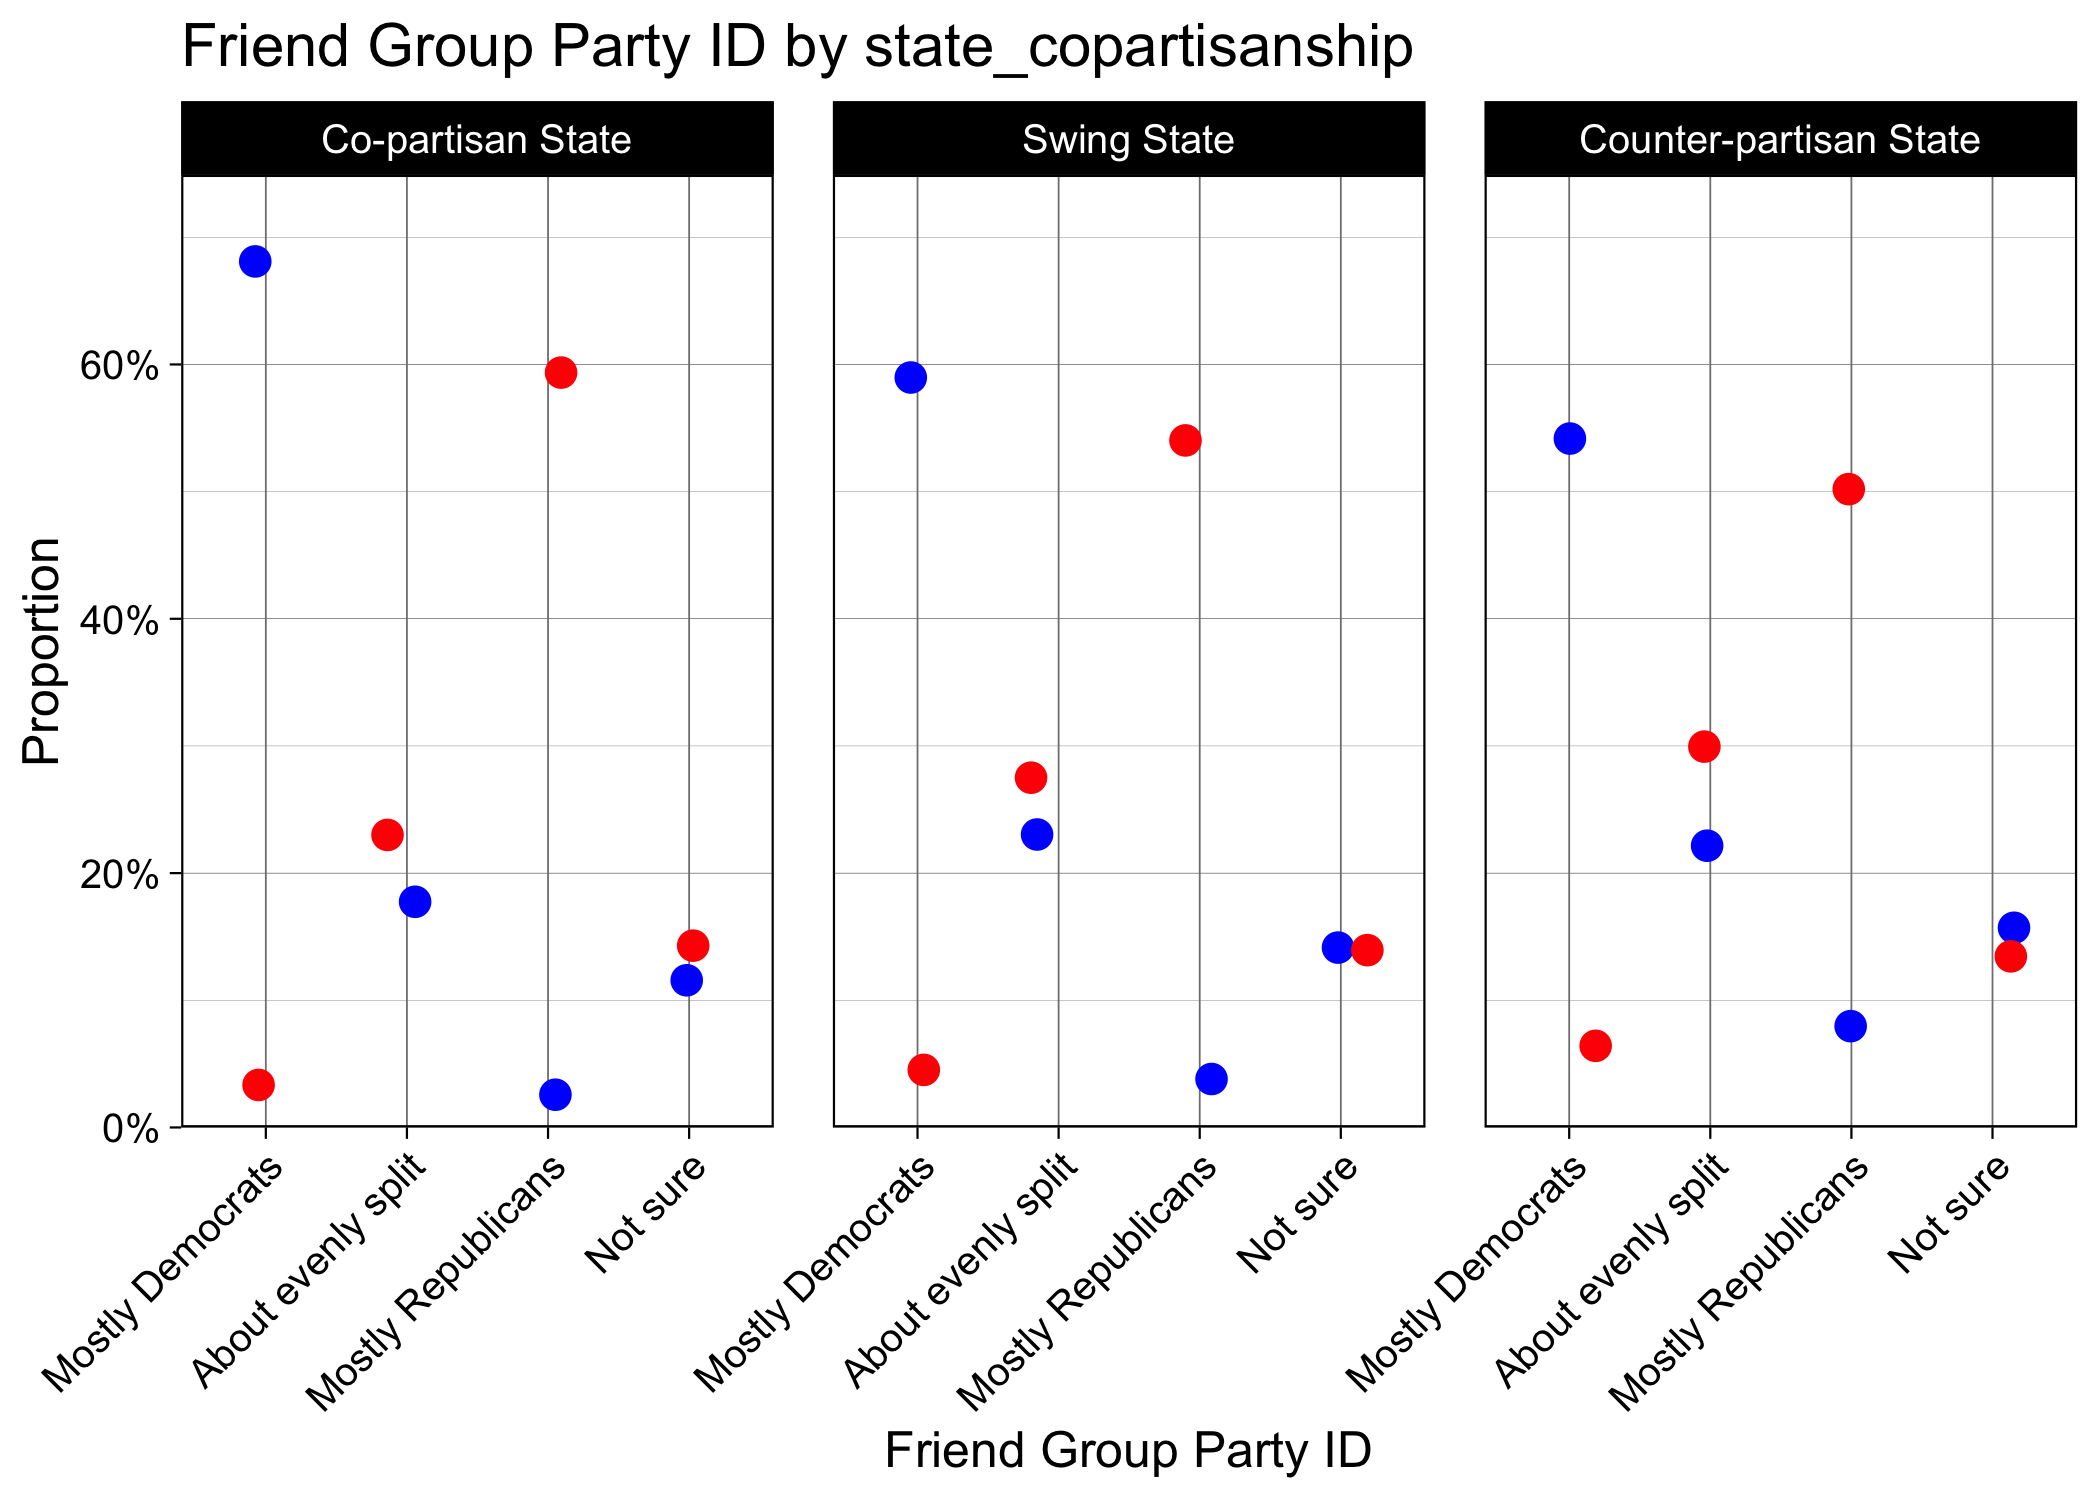 Friend Group Party ID by state_copartisanship
Co-partisan State
Swing State
Counter-partisan State
Proportion
60%
40%
20%
0%
Mostly Democrats
About evenly split
Mostly Republicans
Not sure
Mostly Democrats
About evenly split
Mostly Republicans
Not sure
Mostly Democrats
About evenly split
Mostly Republicans
Not sure
Friend Group Party ID